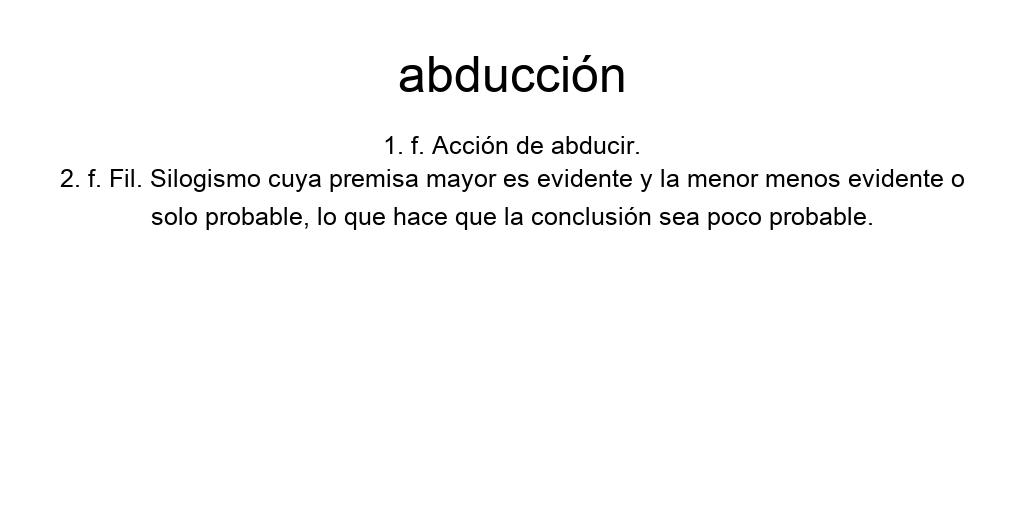 abducción
1. f. Acción de abducir.
2. f. Fil. Silogismo cuya premisa mayor es evidente y la menor menos evidente o
solo probable, lo que hace que la conclusión sea poco probable.